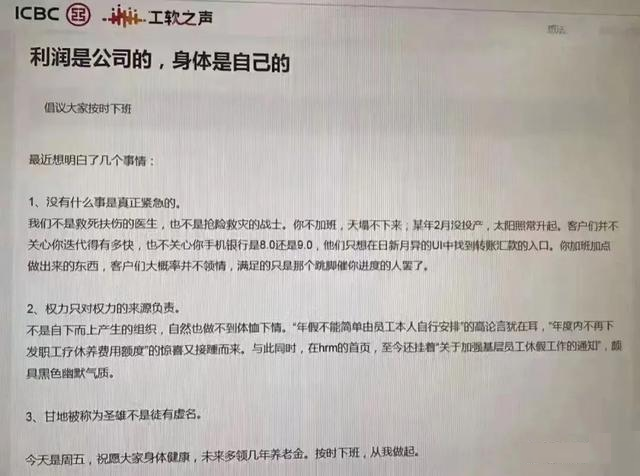 ICBC 工软之声
利润是公司的，身体是自己的
倡议大家按时下班
最近想明白了几个事情：
1、没有什么事是真正紧急的。
我们不是救死扶伤的医生，也不是抢险救灾的战士。你不加班，天塌不下来；某年2月没投产，太阳照常升起。客户们并不
关心你迭代得有多快，也不关心你手机银行是8.0还是9.0，他们只想在日新月异的UI中找到转账汇款的入口。你加班加点
做出来的东西，客户们大概率并不领情，满足的只是那个跳脚催你进度的人罢了。
2、权力只对权力的来源负责。
不是自下而上产生的组织，自然也做不到体恤下情。“年假不能简单由员工本人自行安排”的高论言犹在耳，“年度内不再下
发职工疗休养费用额度”的惊喜又接踵而来。与此同时，在hrm的首页，至今还挂着“关于加强基层员工休假工作的通知”，颇
具黑色幽默气质。
3、甘地被称为圣雄不是徒有虚名。
今天是周五，祝愿大家身体健康，未来多领几年养老金。按时下班，从我做起。